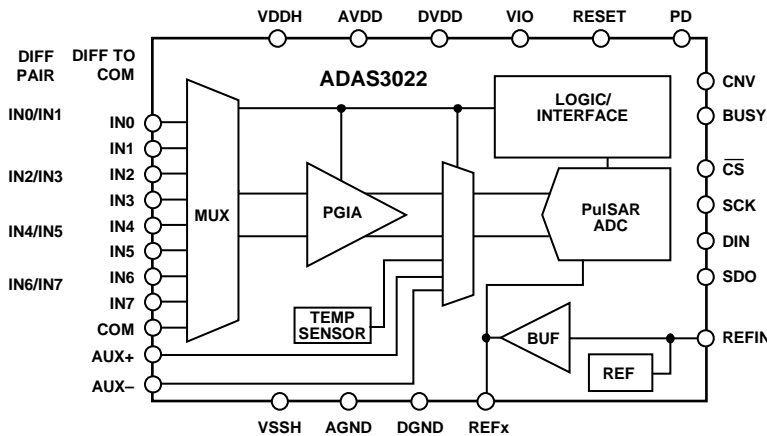 VDDH AVDD DVDD VIO RESET PD
DIFF PAIR
DIFF TO COM
ADAS3022
IN0/IN1
IN2/IN3
IN4/IN5
IN6/IN7
IN0
IN1
IN2
IN3
IN4
IN5
IN6
IN7
COM
AUX+
AUX–
MUX
PGIA
TEMP
SENSOR
LOGIC/
INTERFACE
PulSAR
ADC
BUF
REF
CNV
BUSY
CS
SCK
DIN
SDO
REFIN
VSSH AGND DGND REFx